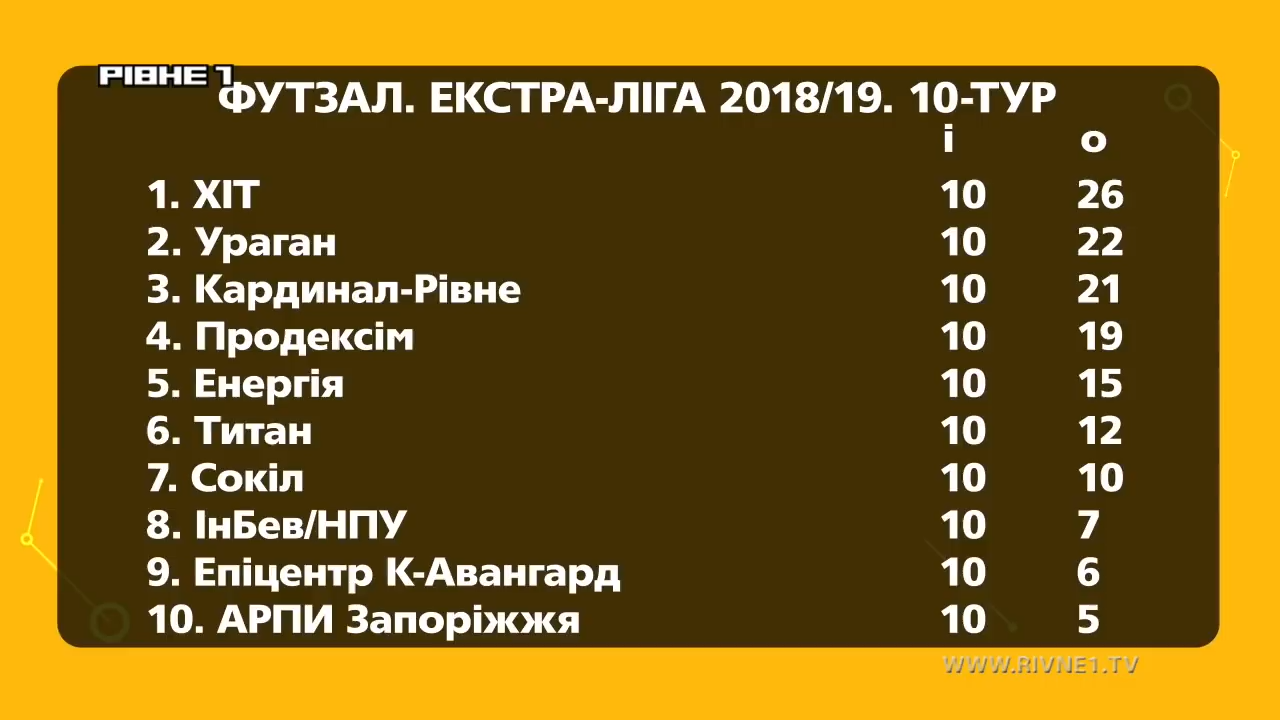 РІВНЕ 1
ФУТЗАЛ. ЕКСТРА-ЛІГА 2018/19. 10-ТУР
і о
1. ХІТ 10 26
2. Ураган 10 22
3. Кардинал-Рівне 10 21
4. Продексім 10 19
5. Енергія 10 15
6. Титан 10 12
7. Сокіл 10 10
8. ІнБев/НПУ 10 7
9. Епіцентр К-Авангард 10 6
10. АРПИ Запоріжжя 10 5
WWW.RIVNE1.TV